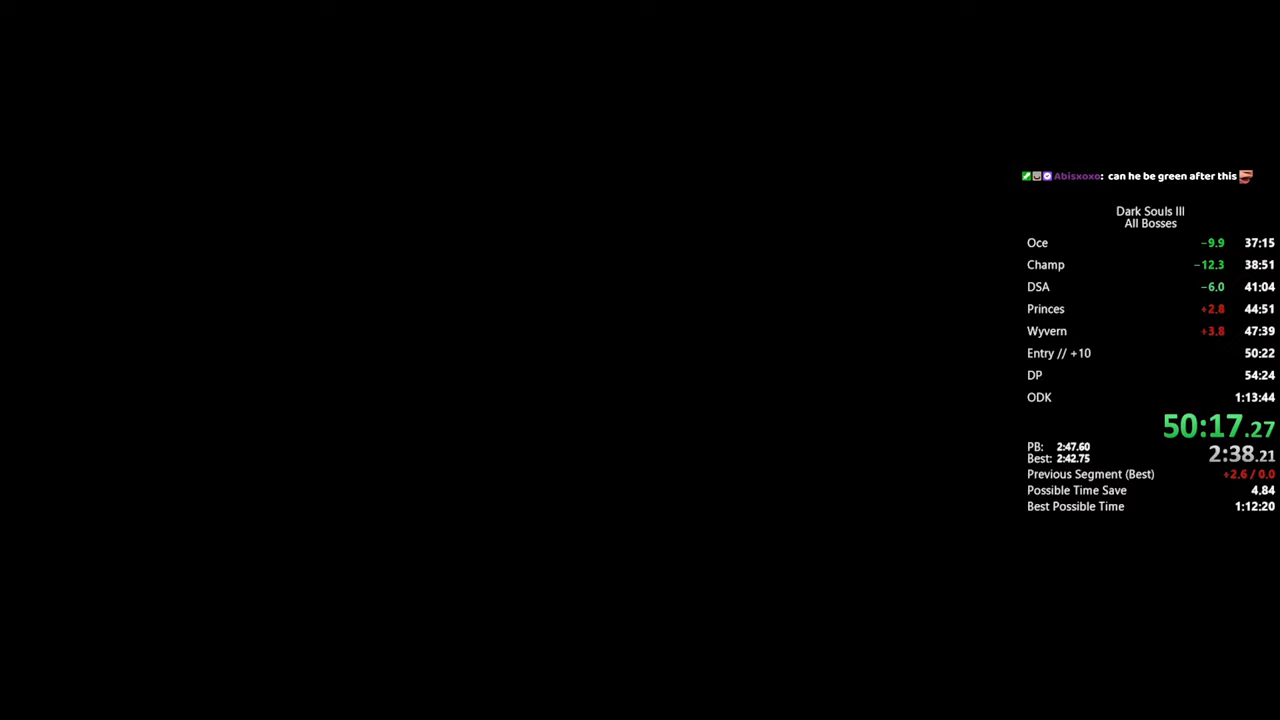 Abisxoxo: can he be green after this
Dark Souls III
All Bosses
Oce -9.9 37:15
Champ -12.3 38:51
DSA -6.0 41:04
Princes +2.8 44:51
Wyvern +3.8 47:39
Entry // +10 50:22
DP 54:24
ODK 1:13:44
50:17.27
PB: 2:47.60
Best: 2:42.75 2:38.21
Previous Segment (Best) +2.6 / 0.0
Possible Time Save 4.84
Best Possible Time 1:12:20